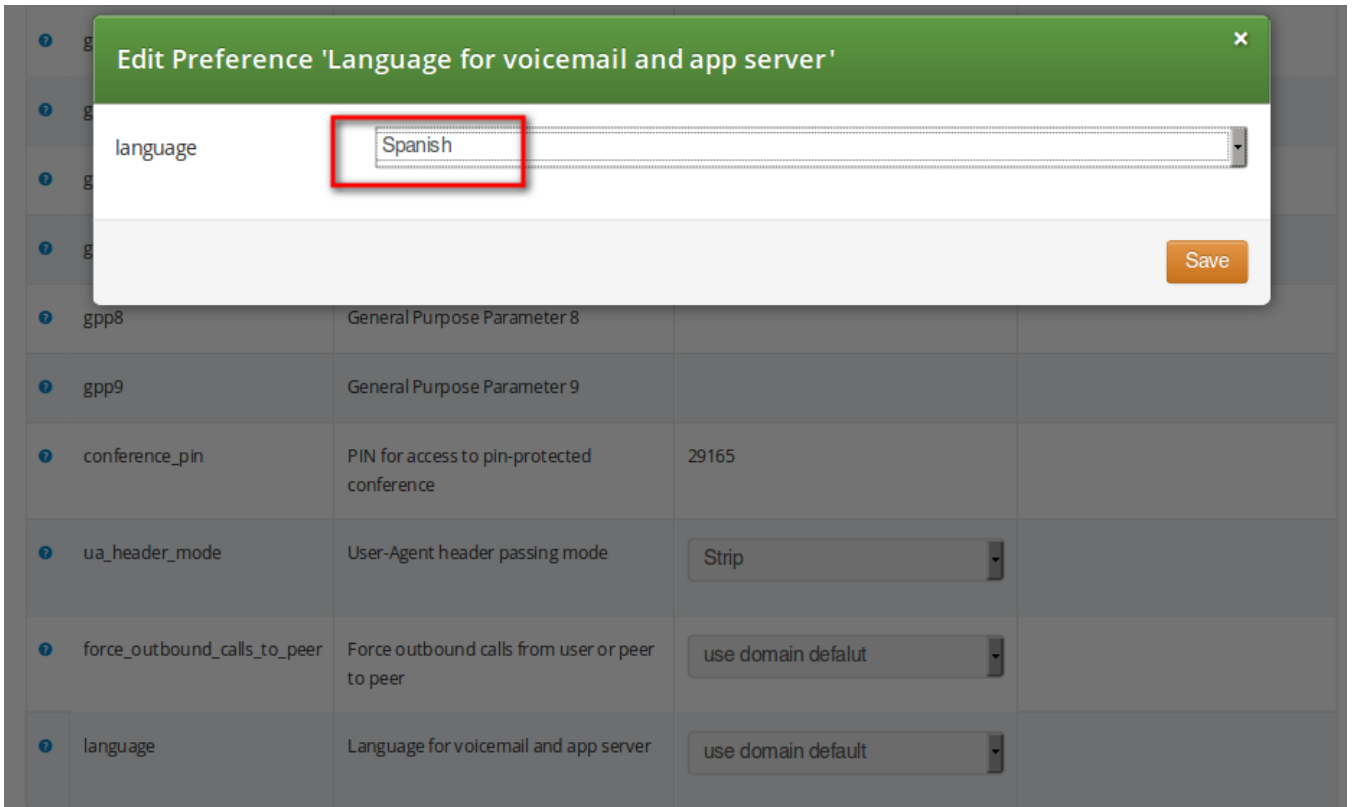 Edit Preference 'Language for voicemail and app server'
×
language
Spanish
Save
g
g
g
g
gpp8 General Purpose Parameter 8
gpp9 General Purpose Parameter 9
conference_pin PIN for access to pin-protected 29165
conference
ua_header_mode User-Agent header passing mode Strip
force_outbound_calls_to_peer Force outbound calls from user or peer use domain defalut
to peer
language Language for voicemail and app server use domain default